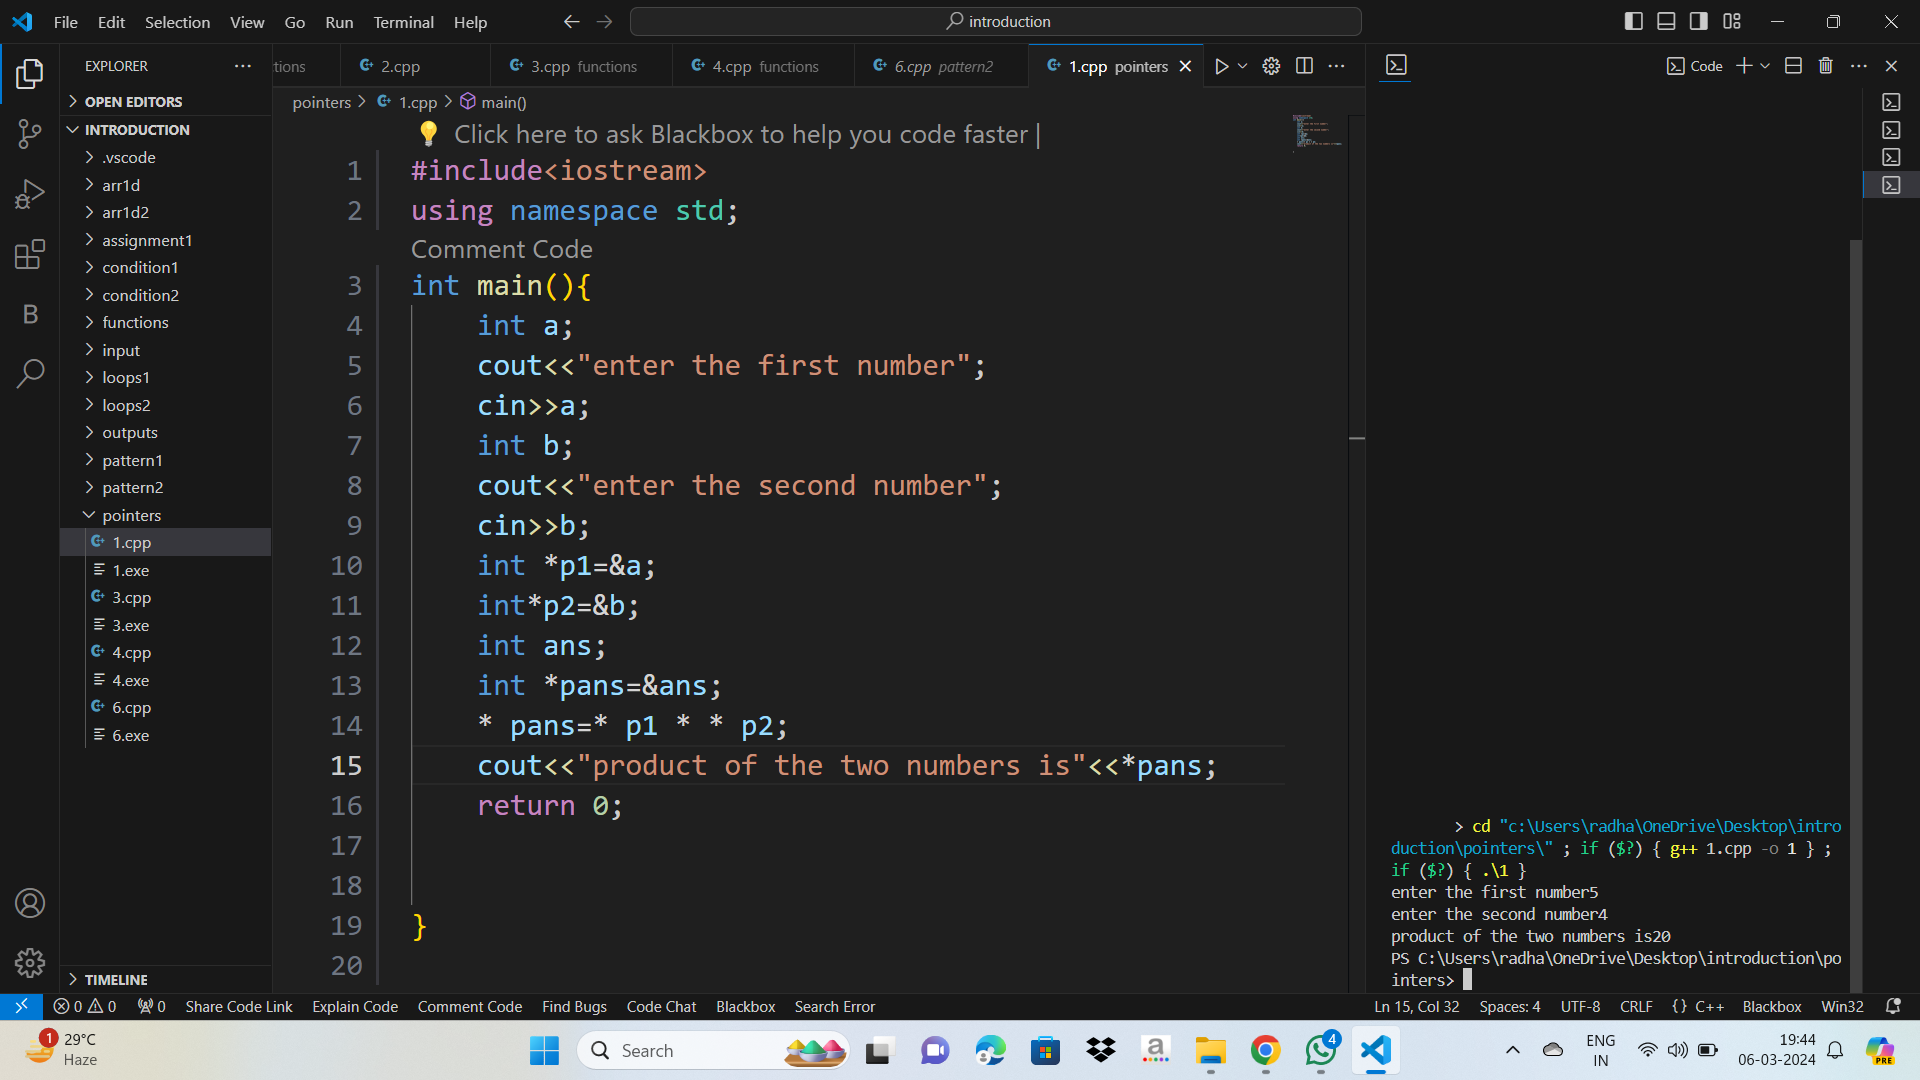 File Edit Selection View Go Run Terminal Help
introduction
EXPLORER
OPEN EDITORS
INTRODUCTION
.vscode
arr1d
arr1d2
assignment1
condition1
condition2
functions
input
loops1
loops2
outputs
pattern1
pattern2
pointers
1.cpp
1.exe
3.cpp
3.exe
4.cpp
4.exe
6.cpp
6.exe
TIMELINE
tions 2.cpp 3.cpp functions 4.cpp functions 6.cpp pattern2 1.cpp pointers
pointers > 1.cpp > main()
Click here to ask Blackbox to help you code faster |
1 #include<iostream>
2 using namespace std;
Comment Code
3 int main(){
4 int a;
5 cout<<"enter the first number";
6 cin>>a;
7 int b;
8 cout<<"enter the second number";
9 cin>>b;
10 int *p1=&a;
11 int*p2=&b;
12 int ans;
13 int *pans=&ans;
14 * pans=* p1 * * p2;
15 cout<<"product of the two numbers is"<<*pans;
16 return 0;
17
18
19 }
20
Code
> cd "c:\Users\radha\OneDrive\Desktop\intro
duction\pointers\" ; if ($?) { g++ 1.cpp -o 1 } ;
if ($?) { .\1 }
enter the first number5
enter the second number4
product of the two numbers is20
PS C:\Users\radha\OneDrive\Desktop\introduction\po
inters>
0 0 0 Share Code Link Explain Code Comment Code Find Bugs Code Chat Blackbox Search Error
Ln 15, Col 32 Spaces: 4 UTF-8 CRLF {} C++ Blackbox Win32
1
29°C
Haze
Search
a
4
PRE
ENG
IN
19:44
06-03-2024